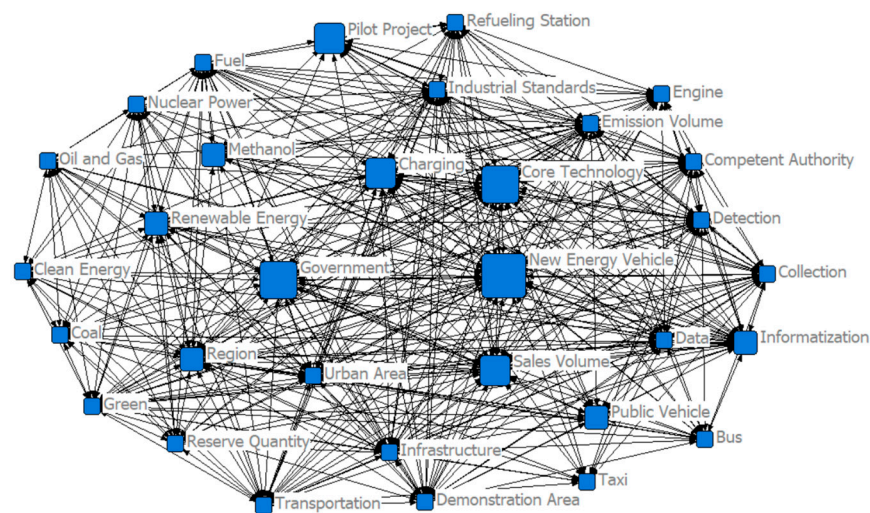 Refueling Station
Pilot Project
Fuel
Industrial Standards
Engine
Nuclear Power
Emission Volume
Methanol
Oil and Gas
Charging
Core Technology
Competent Authority
Renewable Energy
Detection
Clean Energy
Government
New Energy Vehicle
Collection
Coal
Region
Urban Area
Sales Volume
Data
Informatization
Green
Public Vehicle
Reserve Quantity
Infrastructure
Bus
Taxi
Transportation
Demonstration Area